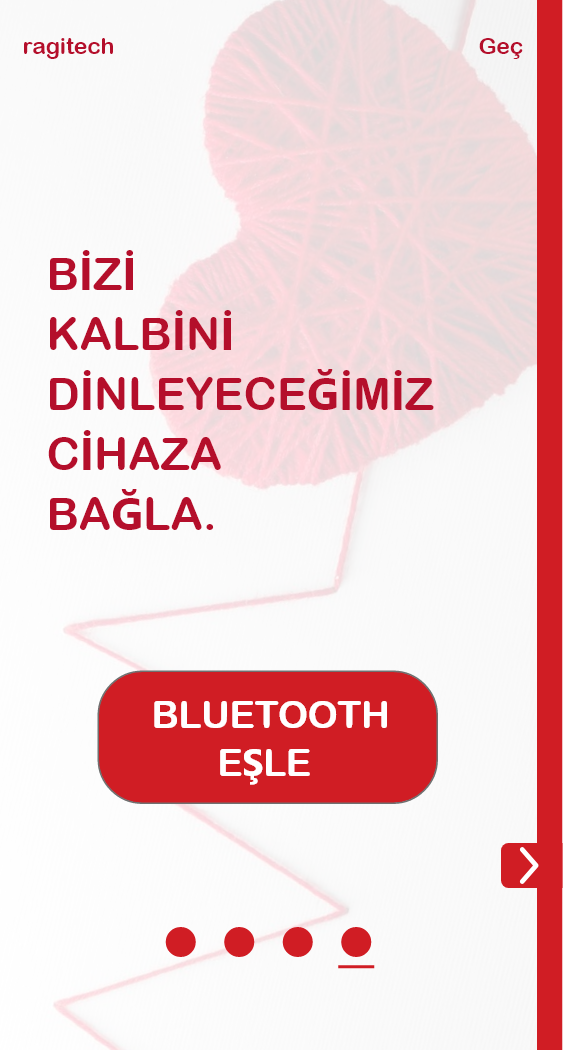 ragitech
Geç
BİZİ
KALBİNİ
DİNLEYECEĞİMİZ
CİHAZA
BAĞLA.
BLUETOOTH
EŞLE